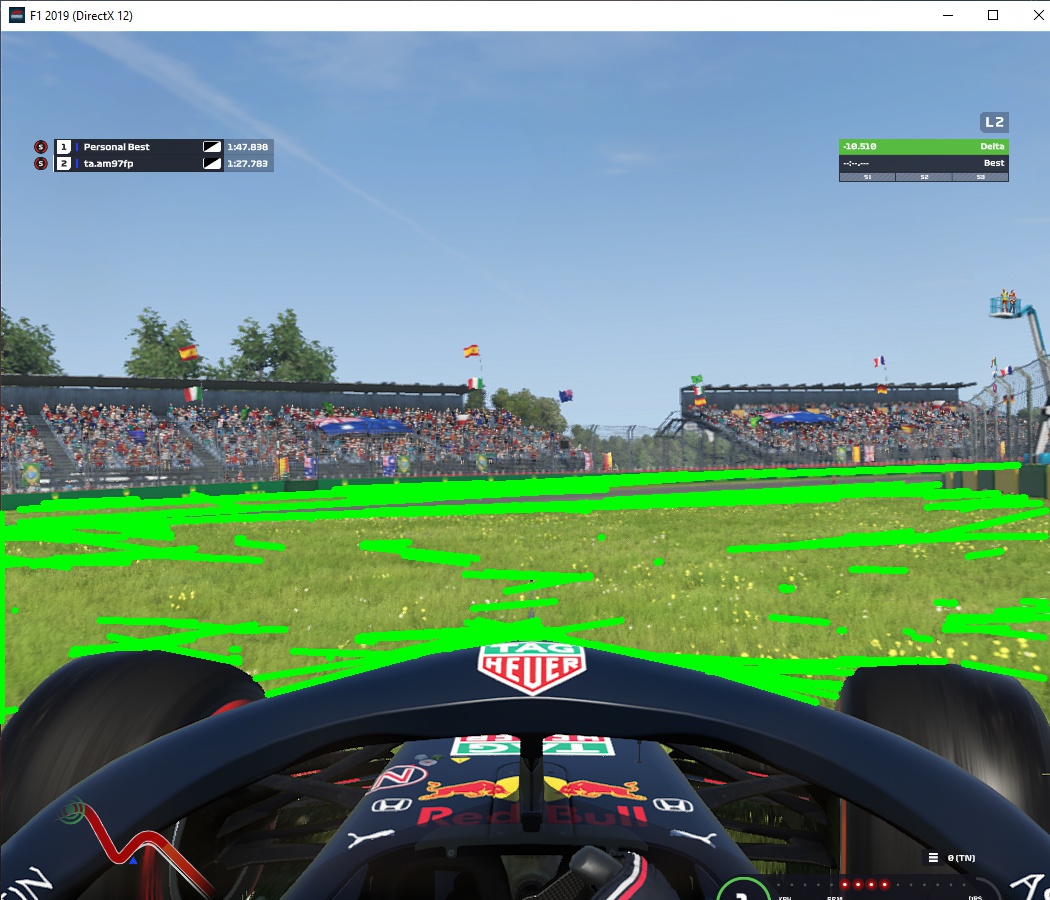 F1 2019 (DirectX 12)
L2
S 1 Personal Best 1:47.838
S 2 ta.am97fp 1:27.783
-10.510 Delta
--:--.--- Best
S1 S2 S3
TAG
HEUER
TAG
Red Bull
0 (TN)